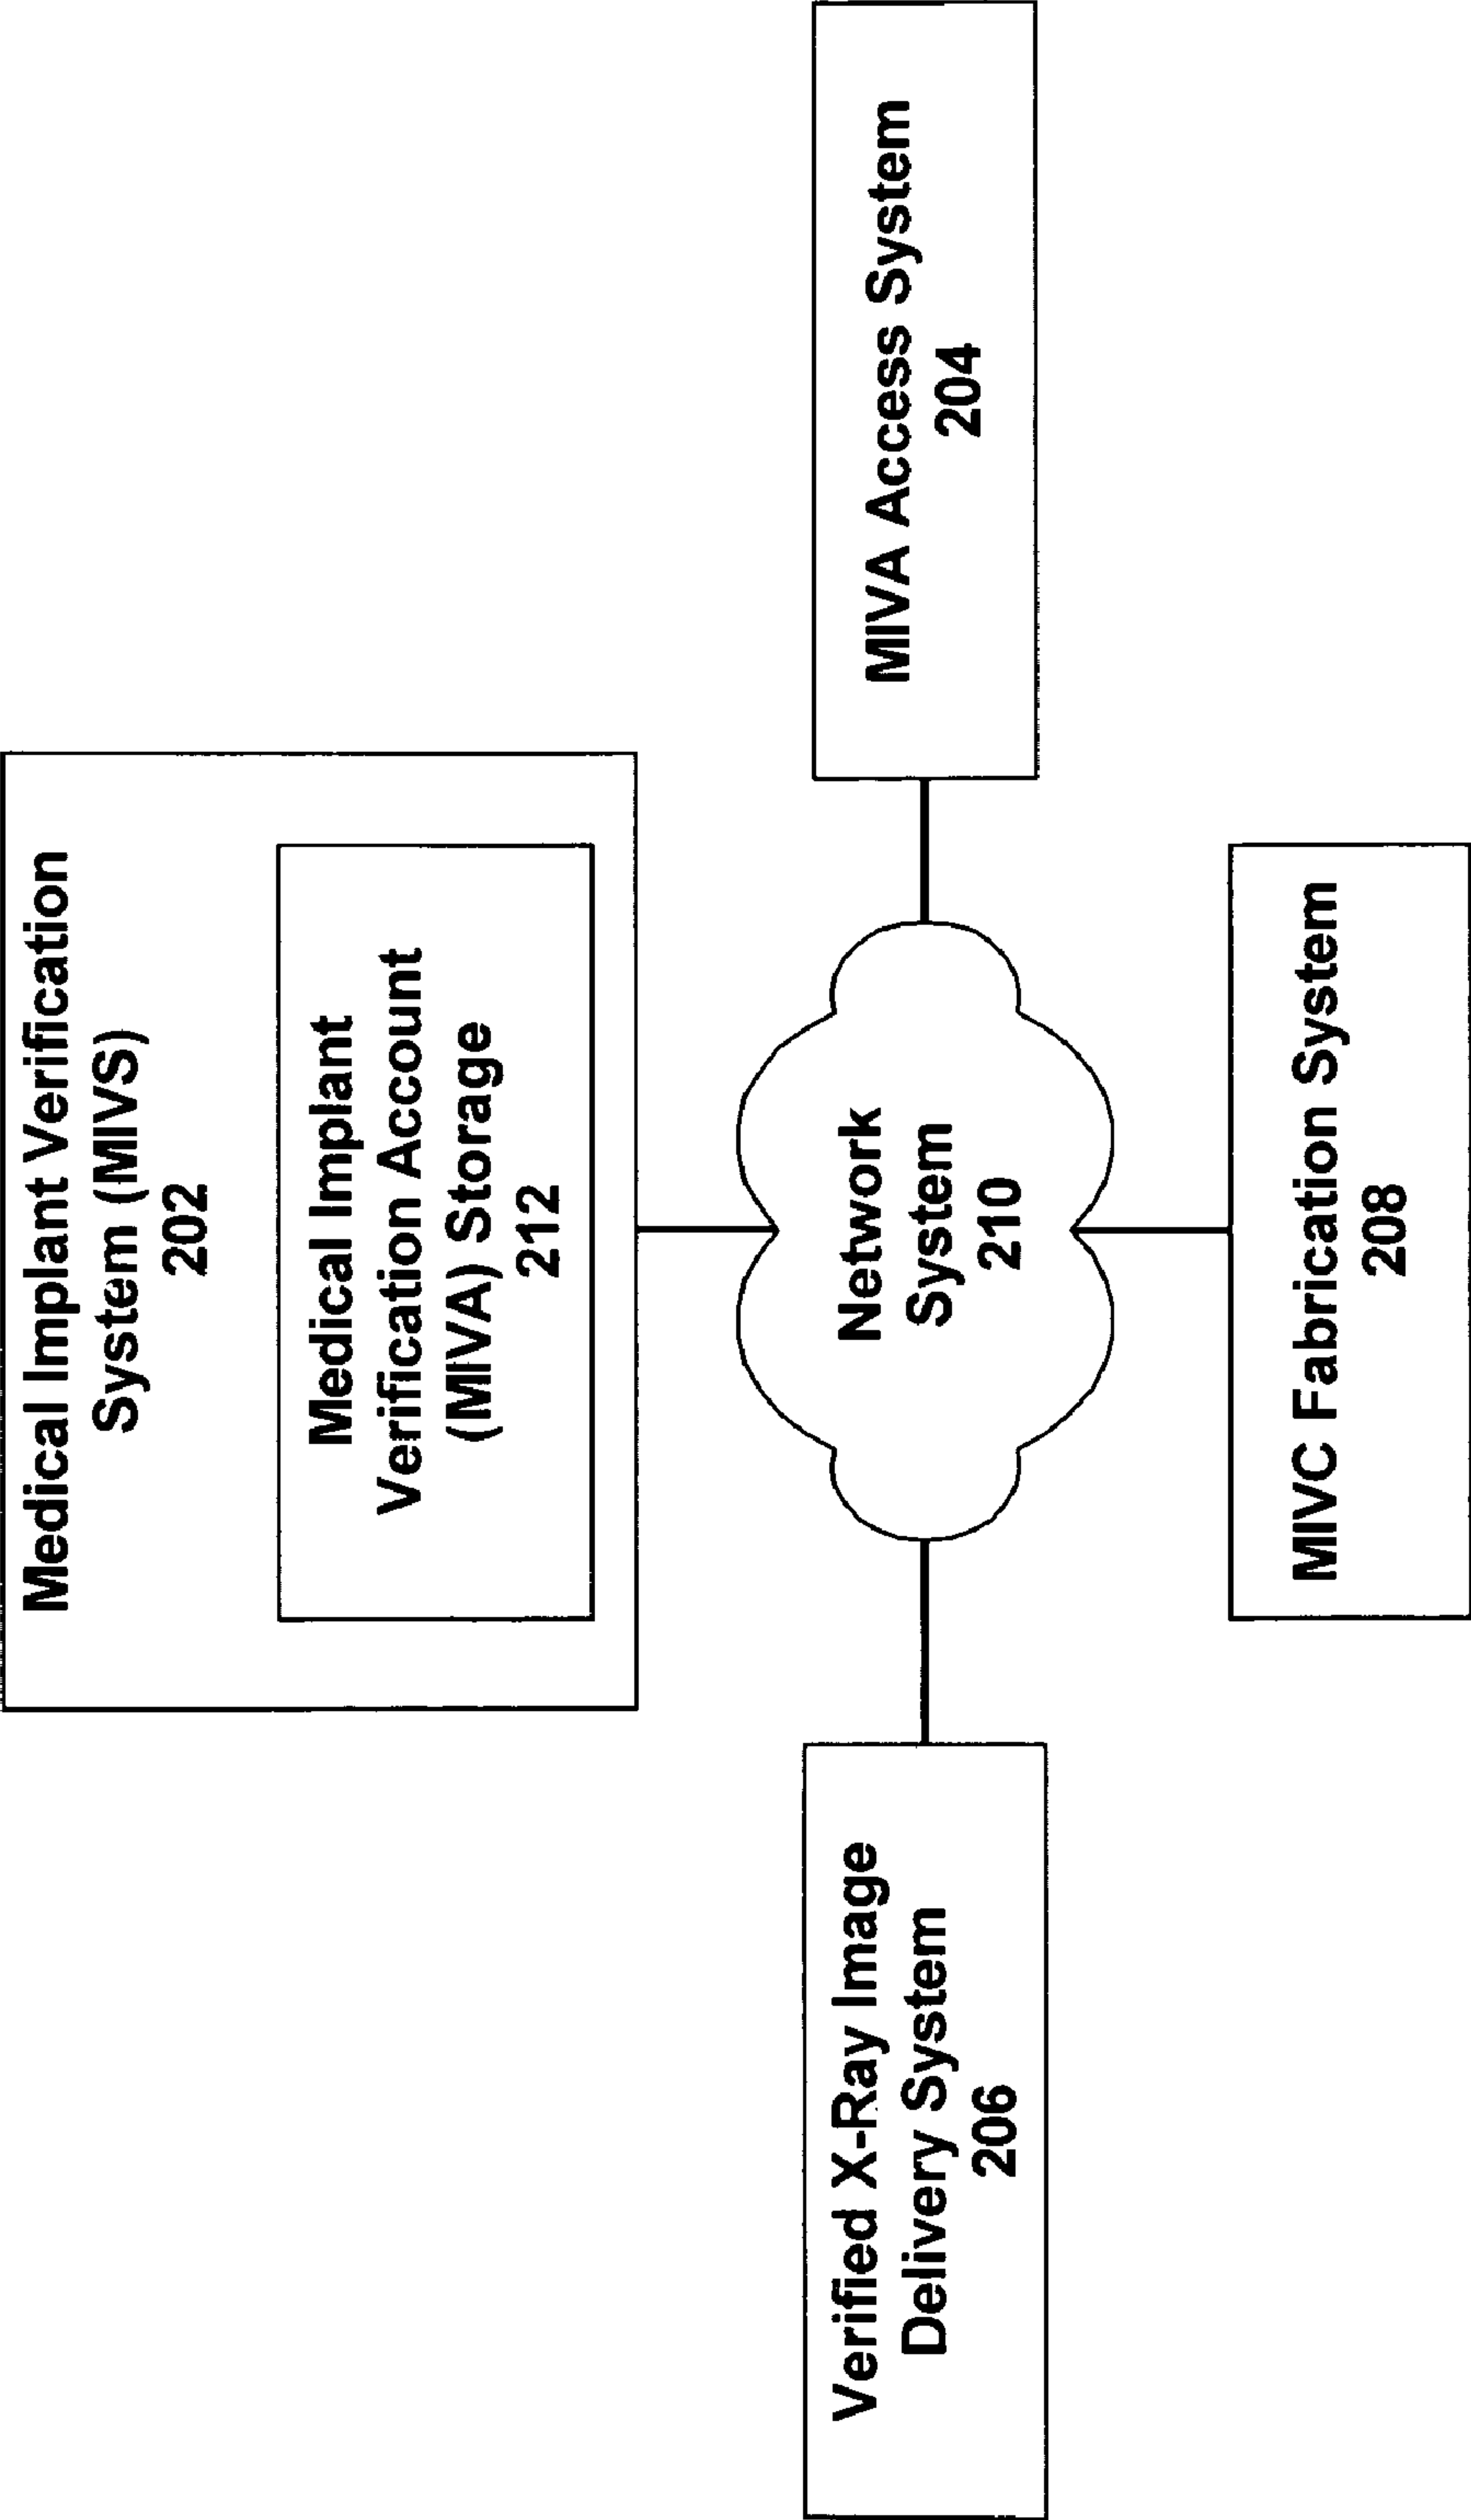 Medical Implant Verification
System (MIVS)
202
Medical Implant
Verification Account
(MIVA) Storage
212
Verified X-Ray Image
Delivery System
206
Network
System
210
MIVA Access System
204
MIVC Fabrication System
208